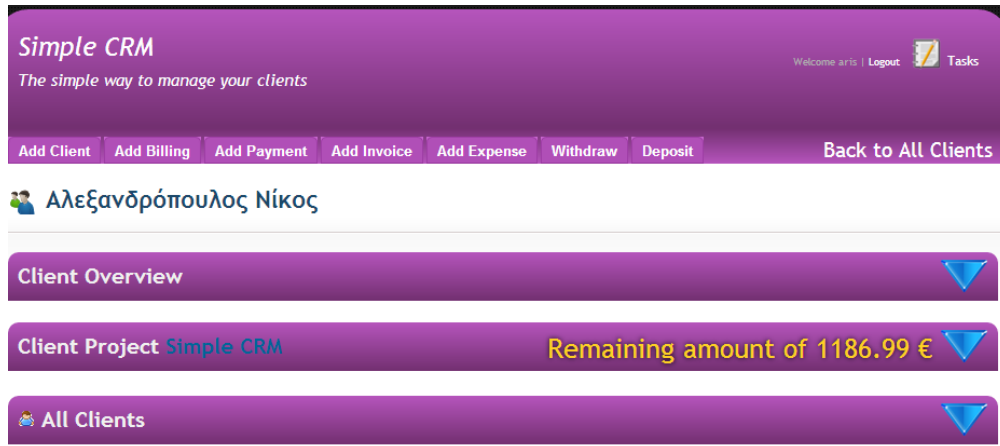 Simple CRM
The simple way to manage your clients
Welcome aris | Logout Tasks
Add Client Add Billing Add Payment Add Invoice Add Expense Withdraw Deposit Back to All Clients
Αλεξανδρόπουλος Νίκος
Client Overview
Client Project Simple CRM Remaining amount of 1186.99 €
All Clients